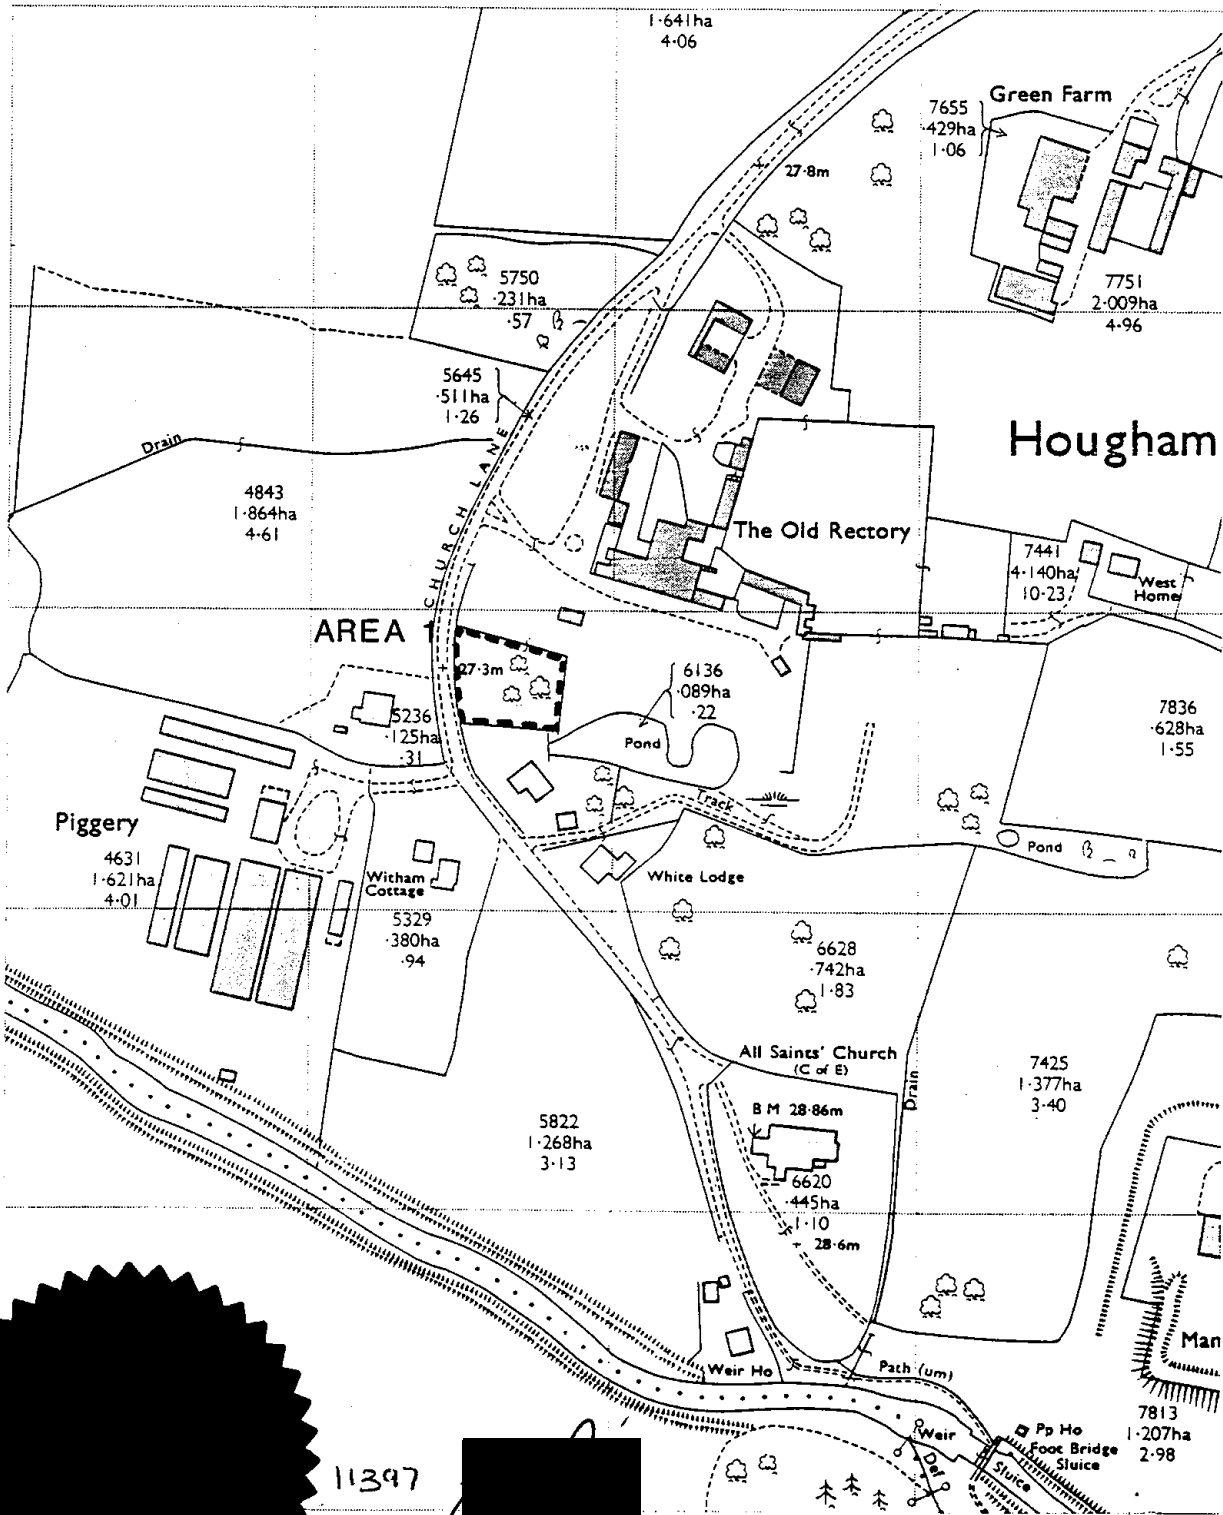 1·641ha
4·06
Green Farm
7655
·429ha
1·06
27·8m
5750
·231ha
·57
7751
2·009ha
4·96
5645
·511ha
1·26
Hougham
Drain
CHURCH LANE
4843
1·864ha
4·61
The Old Rectory
7441
4·140ha
10·23
West
Home
AREA 1
27·3m
6136
·089ha
·22
5236
·125ha
·31
7836
·628ha
1·55
Pond
Track
Piggery
4631
1·621ha
4·01
Pond
Witham
Cottage
White Lodge
5329
·380ha
·94
6628
·742ha
1·83
All Saints' Church
(C of E)
Drain
7425
1·377ha
3·40
B M 28·86m
5822
1·268ha
3·13
6620
·445ha
1·10
28·6m
Man
Weir Ho
Path (um)
7813
1·207ha
2·98
Weir
Pp Ho
Foot Bridge
Sluice
Def
Sluice
11397